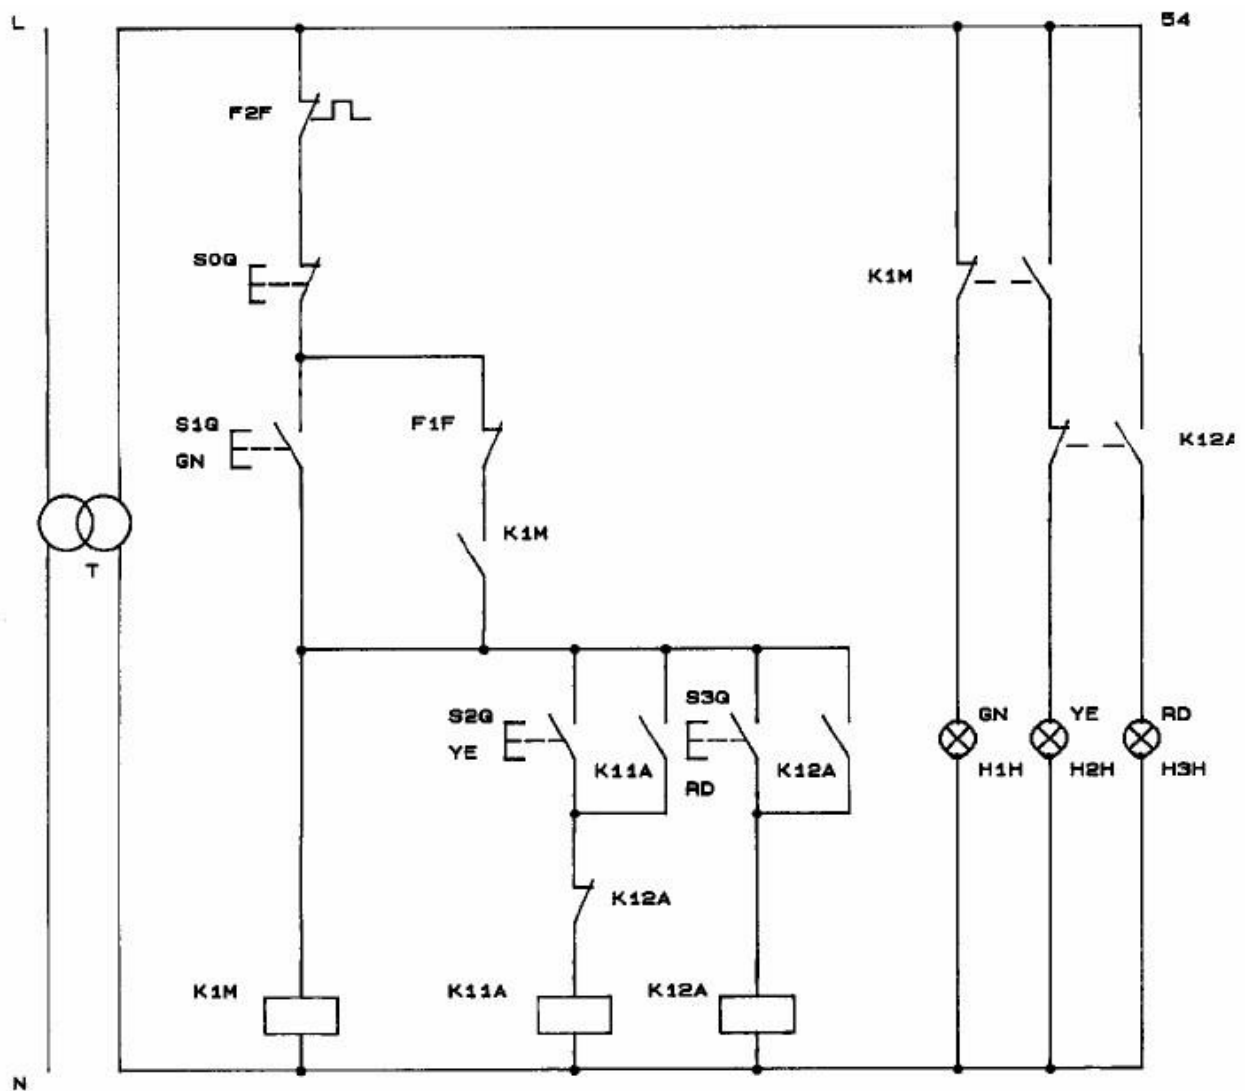 L
54
F2F
S0Q
K1M
S1Q
GN
F1F
K12A
K1M
T
S2Q
YE
K11A
S3Q
RD
K12A
GN
H1H
YE
H2H
RD
H3H
K12A
K1M
K11A
K12A
N